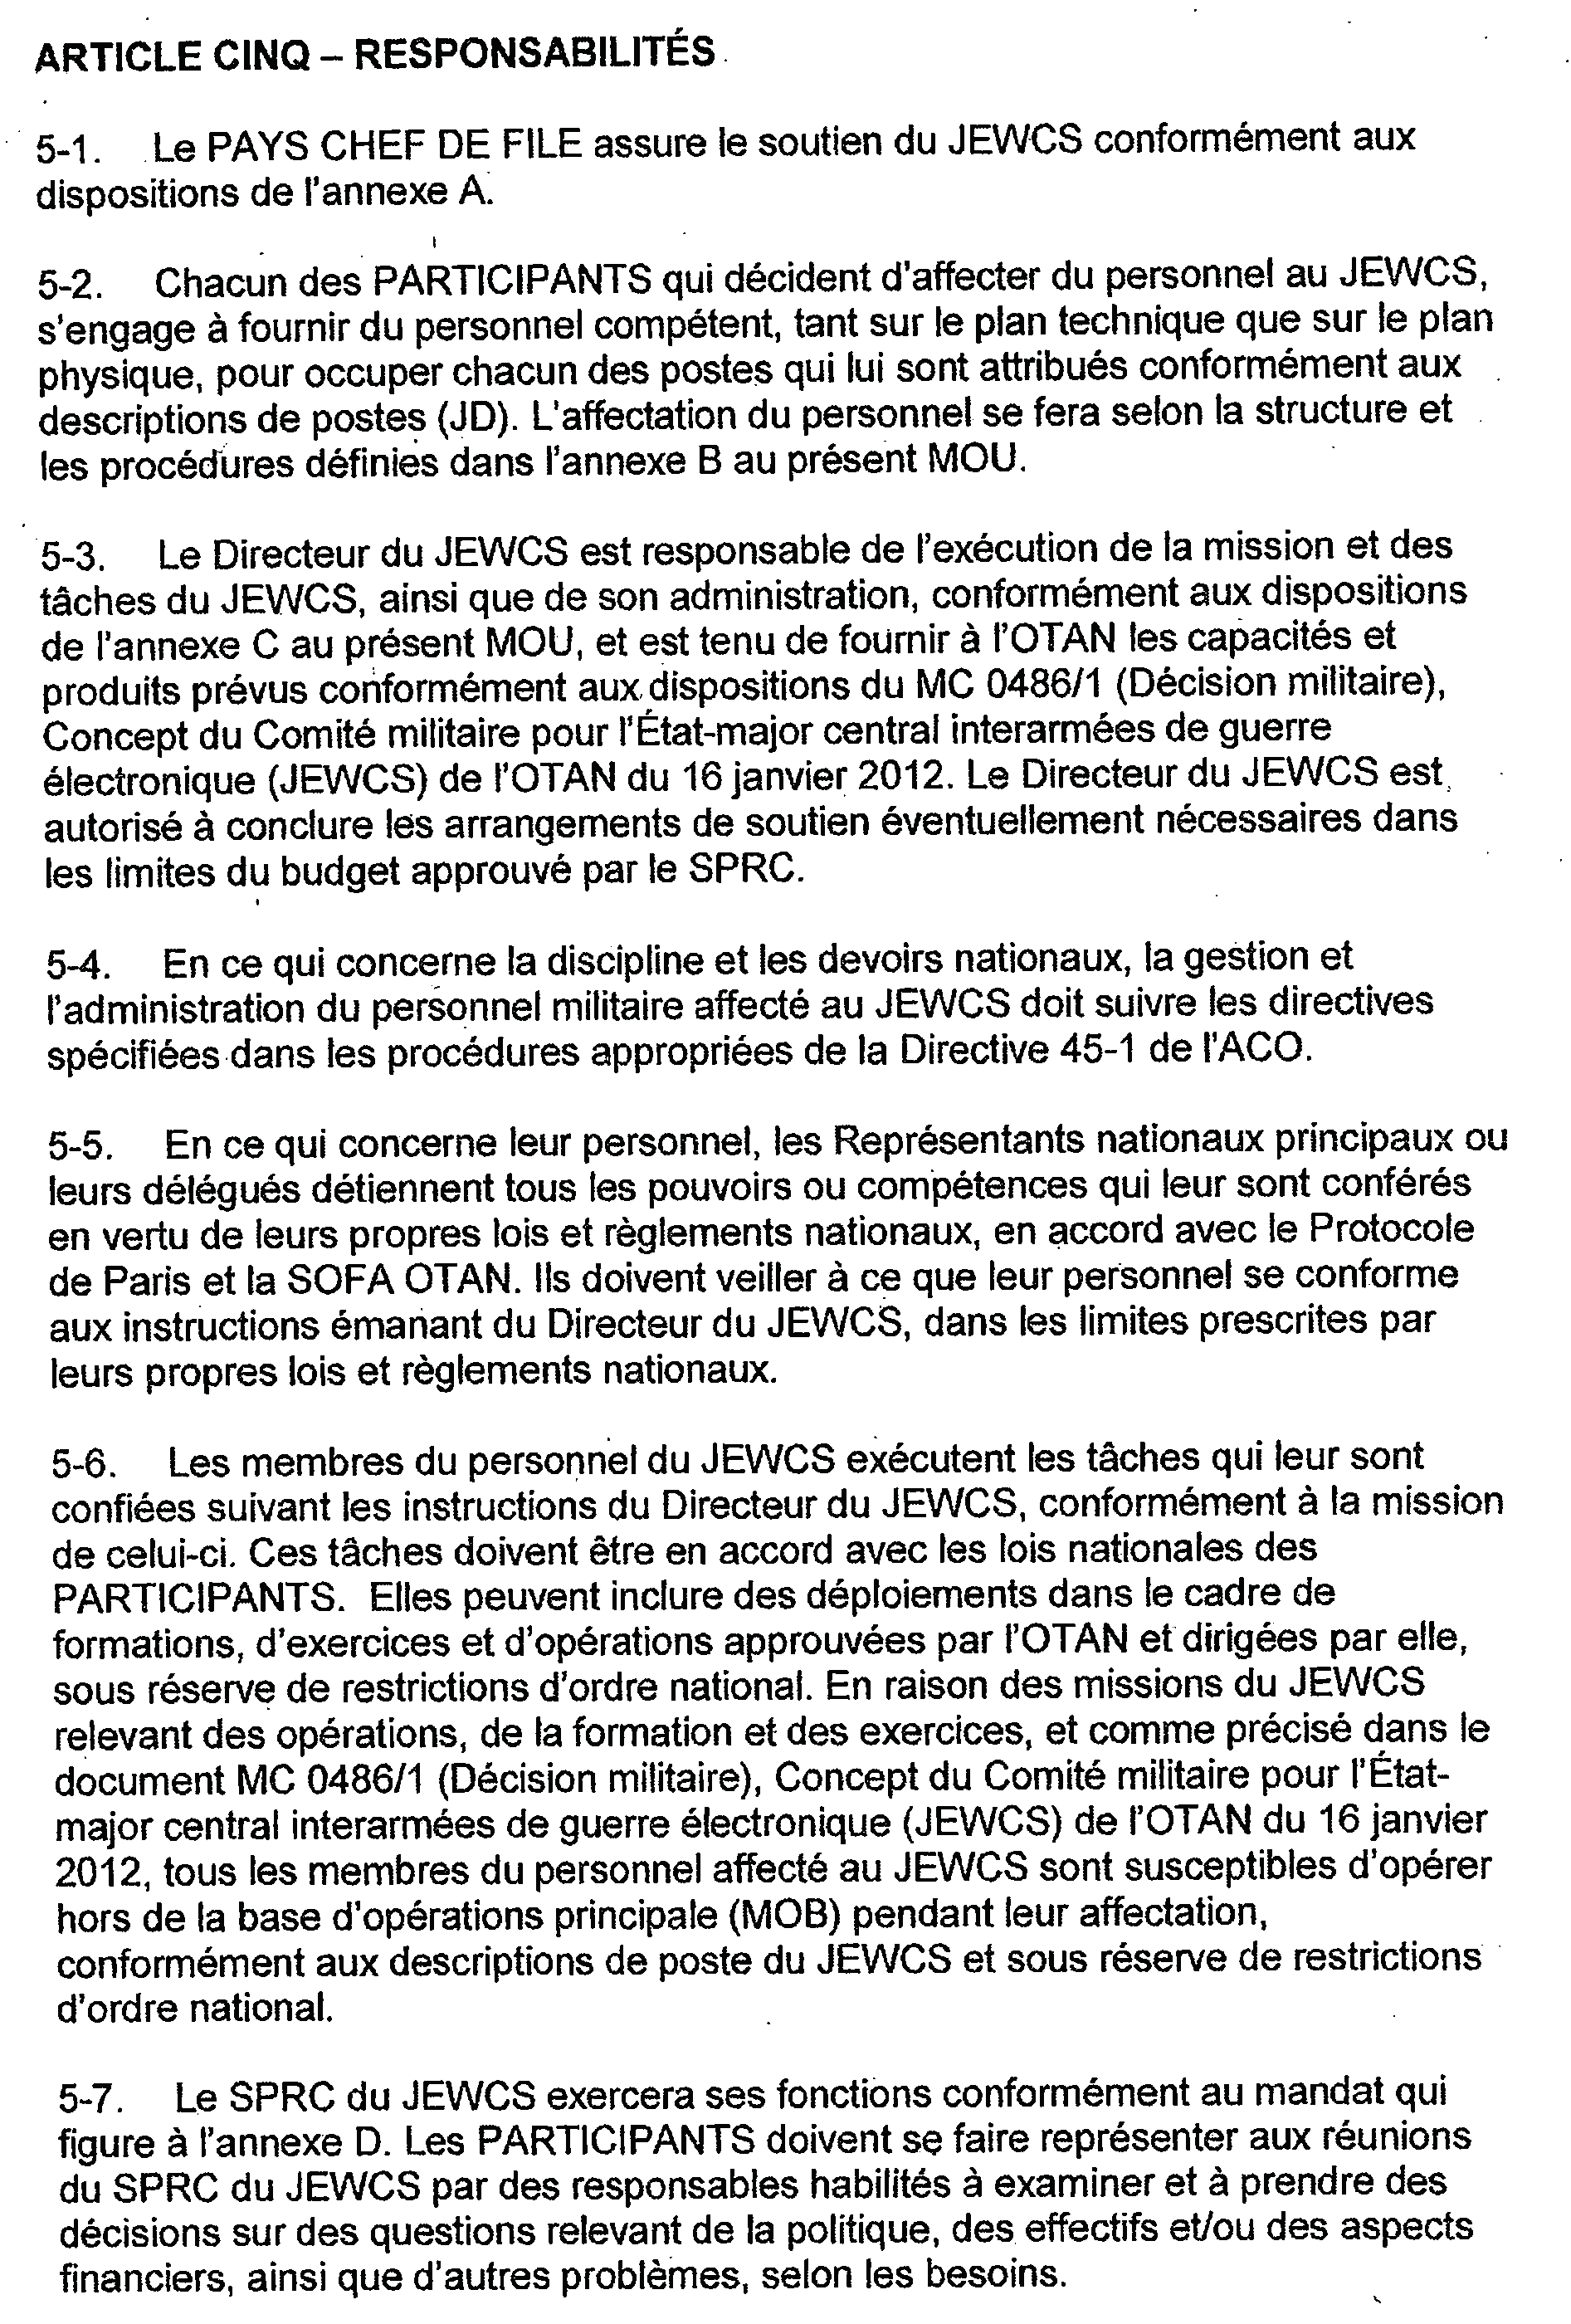 ARTICLE CINQ – RESPONSABILITÉS
5-1. Le PAYS CHEF DE FILE assure le soutien du JEWCS conformément aux
dispositions de l'annexe A.
5-2. Chacun des PARTICIPANTS qui décident d'affecter du personnel au JEWCS,
s'engage à fournir du personnel compétent, tant sur le plan technique que sur le plan
physique, pour occuper chacun des postes qui lui sont attribués conformément aux
descriptions de postes (JD). L'affectation du personnel se fera selon la structure et
les procédures définies dans l'annexe B au présent MOU.
5-3. Le Directeur du JEWCS est responsable de l'exécution de la mission et des
tâches du JEWCS, ainsi que de son administration, conformément aux dispositions
de l'annexe C au présent MOU, et est tenu de fournir à l'OTAN les capacités et
produits prévus conformément aux dispositions du MC 0486/1 (Décision militaire),
Concept du Comité militaire pour l'État-major central interarmées de guerre
électronique (JEWCS) de l'OTAN du 16 janvier 2012. Le Directeur du JEWCS est
autorisé à conclure les arrangements de soutien éventuellement nécessaires dans
les limites du budget approuvé par le SPRC.
5-4. En ce qui concerne la discipline et les devoirs nationaux, la gestion et
l'administration du personnel militaire affecté au JEWCS doit suivre les directives
spécifiées dans les procédures appropriées de la Directive 45-1 de l'ACO.
5-5. En ce qui concerne leur personnel, les Représentants nationaux principaux ou
leurs délégués détiennent tous les pouvoirs ou compétences qui leur sont conférés
en vertu de leurs propres lois et règlements nationaux, en accord avec le Protocole
de Paris et la SOFA OTAN. Ils doivent veiller à ce que leur personnel se conforme
aux instructions émanant du Directeur du JEWCS, dans les limites prescrites par
leurs propres lois et règlements nationaux.
5-6. Les membres du personnel du JEWCS exécutent les tâches qui leur sont
confiées suivant les instructions du Directeur du JEWCS, conformément à la mission
de celui-ci. Ces tâches doivent être en accord avec les lois nationales des
PARTICIPANTS. Elles peuvent inclure des déploiements dans le cadre de
formations, d'exercices et d'opérations approuvées par l'OTAN et dirigées par elle,
sous réserve de restrictions d'ordre national. En raison des missions du JEWCS
relevant des opérations, de la formation et des exercices, et comme précisé dans le
document MC 0486/1 (Décision militaire), Concept du Comité militaire pour l'État-
major central interarmées de guerre électronique (JEWCS) de l'OTAN du 16 janvier
2012, tous les membres du personnel affecté au JEWCS sont susceptibles d'opérer
hors de la base d'opérations principale (MOB) pendant leur affectation,
conformément aux descriptions de poste du JEWCS et sous réserve de restrictions
d'ordre national.
5-7. Le SPRC du JEWCS exercera ses fonctions conformément au mandat qui
figure à l'annexe D. Les PARTICIPANTS doivent se faire représenter aux réunions
du SPRC du JEWCS par des responsables habilités à examiner et à prendre des
décisions sur des questions relevant de la politique, des effectifs et/ou des aspects
financiers, ainsi que d'autres problèmes, selon les besoins.